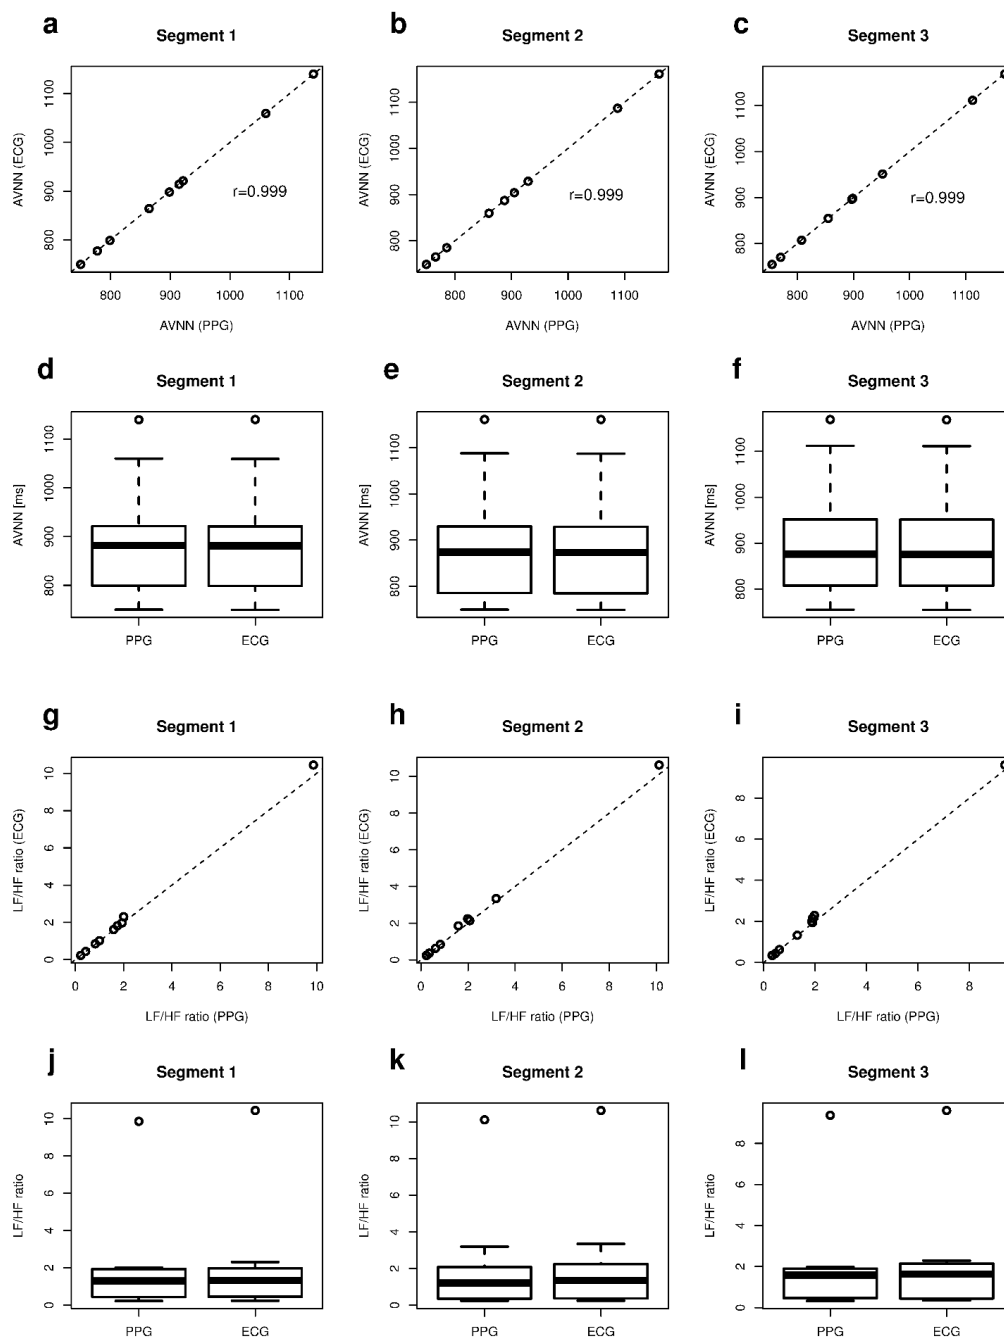 a
Segment 1
b
Segment 2
c
Segment 3
AVNN (ECG)
800 900 1000 1100
r=0.999
800 900 1000 1100
AVNN (PPG)
AVNN (ECG)
800 900 1000 1100
r=0.999
800 900 1000 1100
AVNN (PPG)
AVNN (ECG)
800 900 1000 1100
r=0.999
800 900 1000 1100
AVNN (PPG)
d
Segment 1
e
Segment 2
f
Segment 3
AVNN [ms]
800 900 1000 1100
PPG ECG
AVNN [ms]
800 900 1000 1100
PPG ECG
AVNN [ms]
800 900 1000 1100
PPG ECG
g
Segment 1
h
Segment 2
i
Segment 3
LF/HF ratio (ECG)
0 2 4 6 8 10
0 2 4 6 8 10
LF/HF ratio (PPG)
LF/HF ratio (ECG)
0 2 4 6 8 10
0 2 4 6 8 10
LF/HF ratio (PPG)
LF/HF ratio (ECG)
0 2 4 6 8
0 2 4 6 8
LF/HF ratio (PPG)
j
Segment 1
k
Segment 2
l
Segment 3
LF/HF ratio
0 2 4 6 8 10
PPG ECG
LF/HF ratio
0 2 4 6 8 10
PPG ECG
LF/HF ratio
0 2 4 6 8
PPG ECG